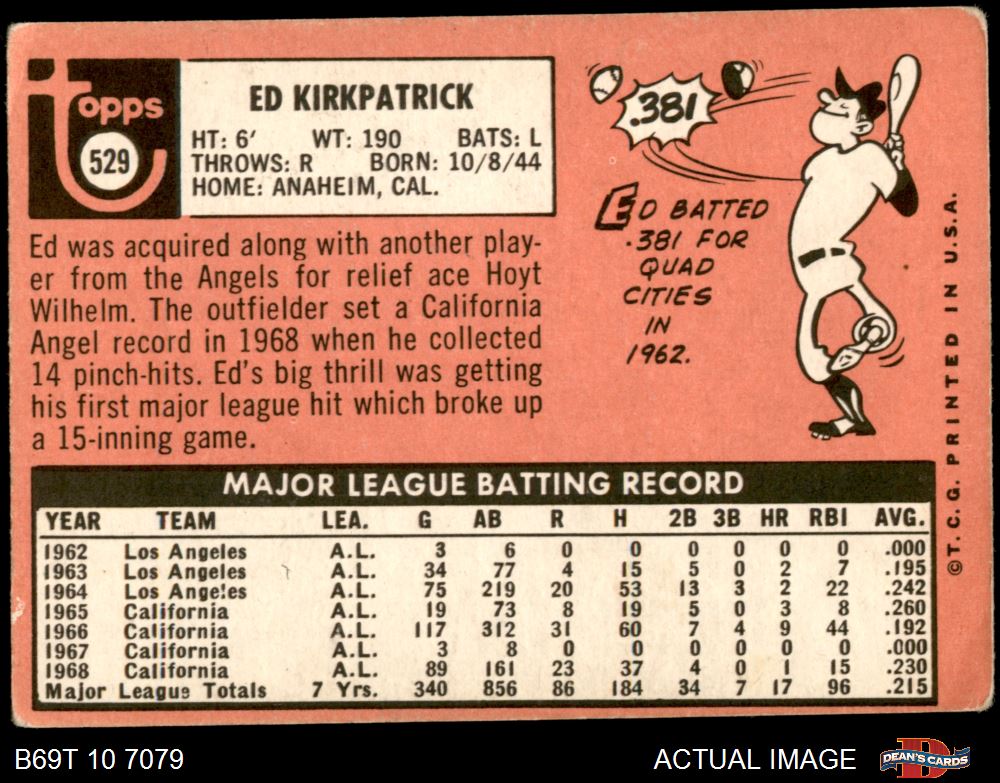 Topps
529
ED KIRKPATRICK
HT: 6' WT: 190 BATS: L
THROWS: R BORN: 10/8/44
HOME: ANAHEIM, CAL.
Ed was acquired along with another play-
er from the Angels for relief ace Hoyt
Wilhelm. The outfielder set a California
Angel record in 1968 when he collected
14 pinch-hits. Ed's big thrill was getting
his first major league hit which broke up
a 15-inning game.
.381
ED BATTED
.381 FOR
QUAD
CITIES
IN
1962.
©T.C.G. PRINTED IN U.S.A.
MAJOR LEAGUE BATTING RECORD
YEAR TEAM LEA. G AB R H 2B 3B HR RBI AVG.
1962 Los Angeles A.L. 3 6 0 0 0 0 0 0 .000
1963 Los Angeles A.L. 34 77 4 15 5 0 2 7 .195
1964 Los Angeles A.L. 75 219 20 53 13 3 2 22 .242
1965 California A.L. 19 73 8 19 5 0 3 8 .260
1966 California A.L. 117 312 31 60 7 4 9 44 .192
1967 California A.L. 3 8 0 0 0 0 0 0 .000
1968 California A.L. 89 161 23 37 4 0 1 15 .230
Major League Totals 7 Yrs. 340 856 86 184 34 7 17 96 .215
B69T 10 7079
ACTUAL IMAGE
DEAN'S CARDS